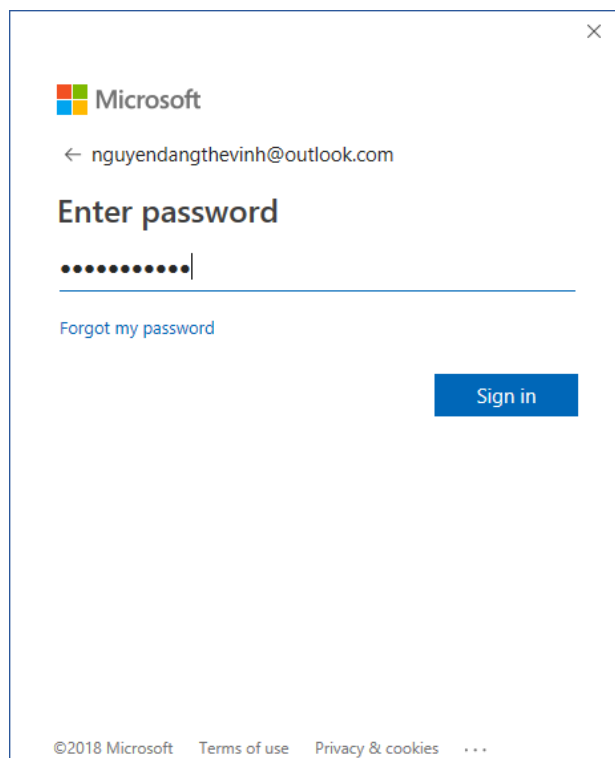 Microsoft
nguyendangthevinh@outlook.com
Enter password
•••••••••••
Forgot my password
Sign in
©2018 Microsoft Terms of use Privacy & cookies ...